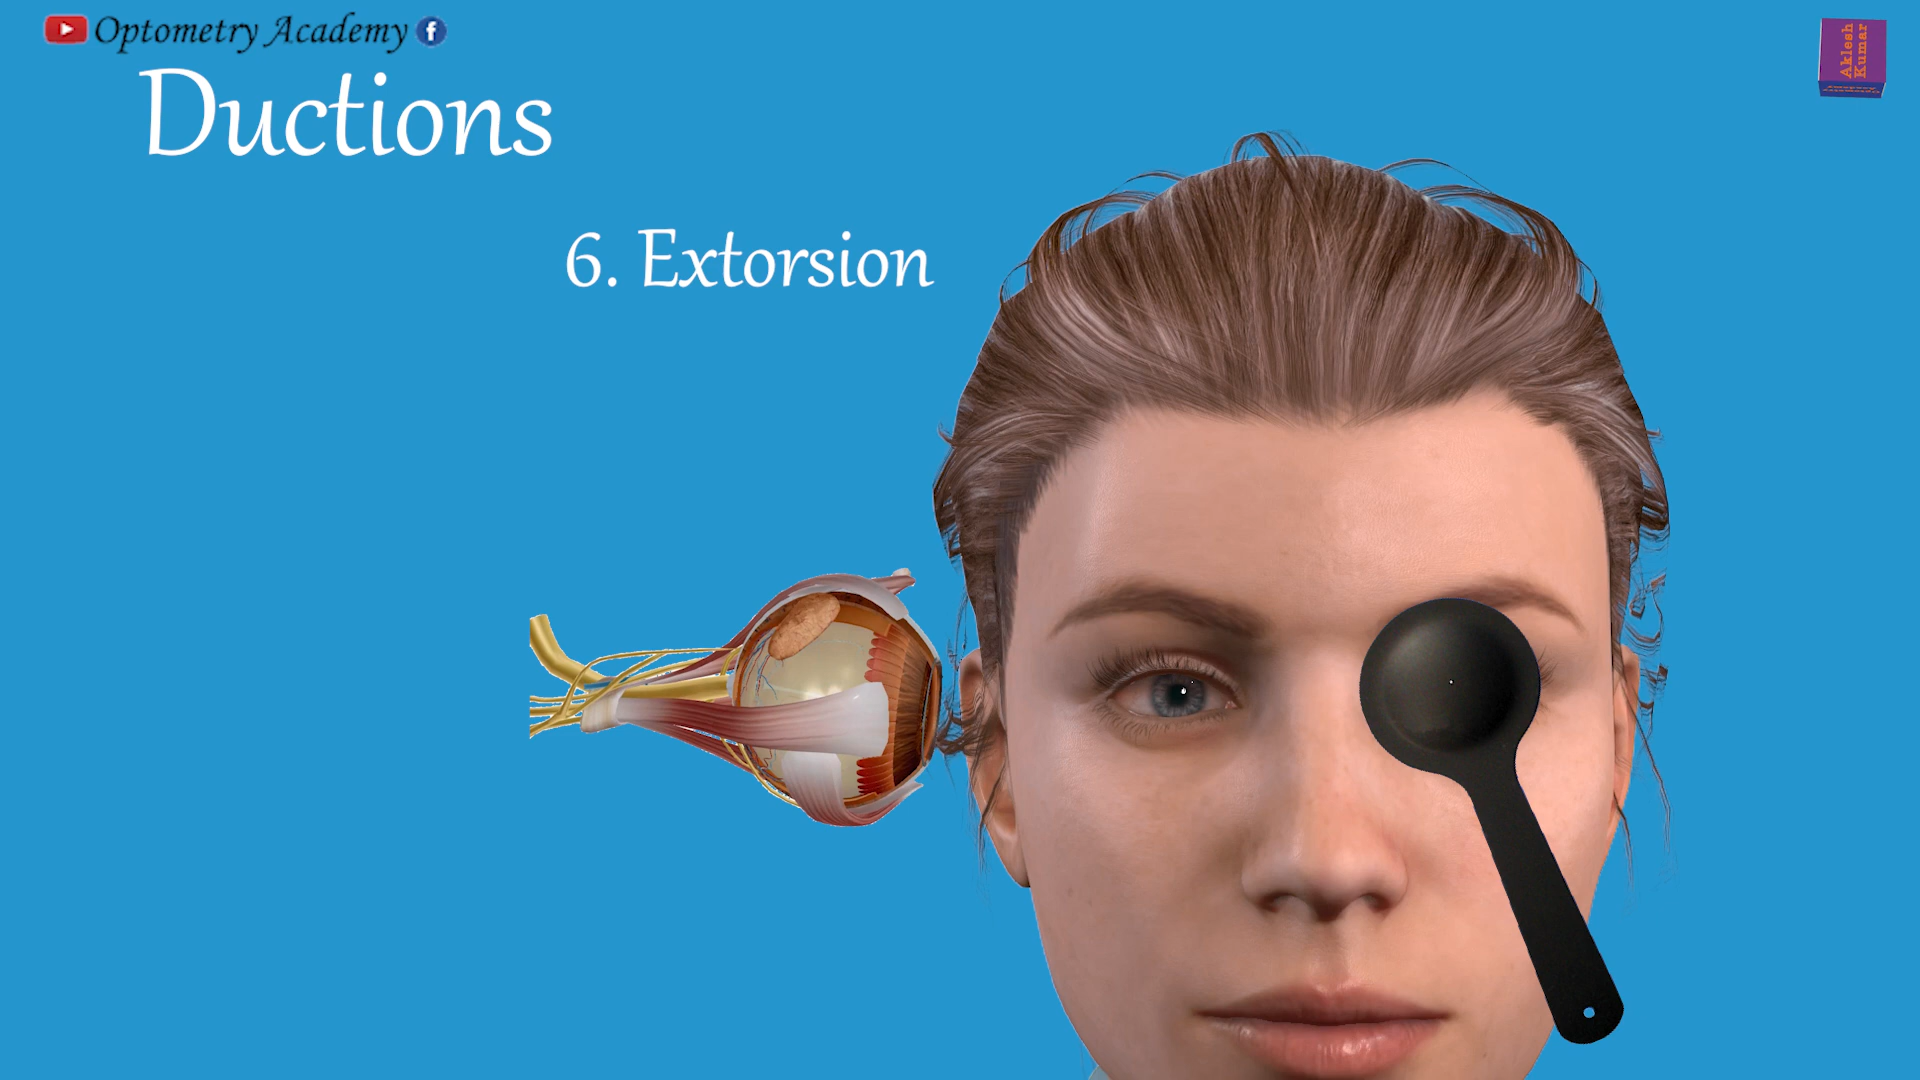 Optometry Academy
Ductions
6. Extorsion
Aklesh
Kumar